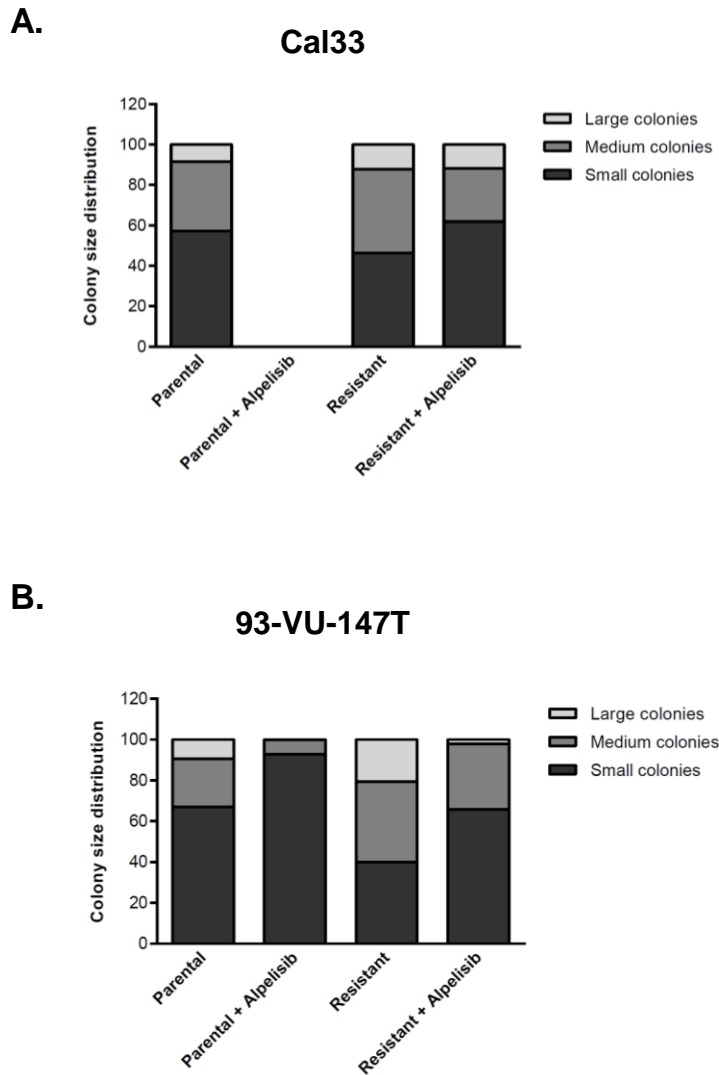 A.
Cal33
120
100
80
60
40
20
0
Colony size distribution
Large colonies
Medium colonies
Small colonies
Parental
Parental + Alpelisib
Resistant
Resistant + Alpelisib
B.
93-VU-147T
120
100
80
60
40
20
0
Colony size distribution
Large colonies
Medium colonies
Small colonies
Parental
Parental + Alpelisib
Resistant
Resistant + Alpelisib